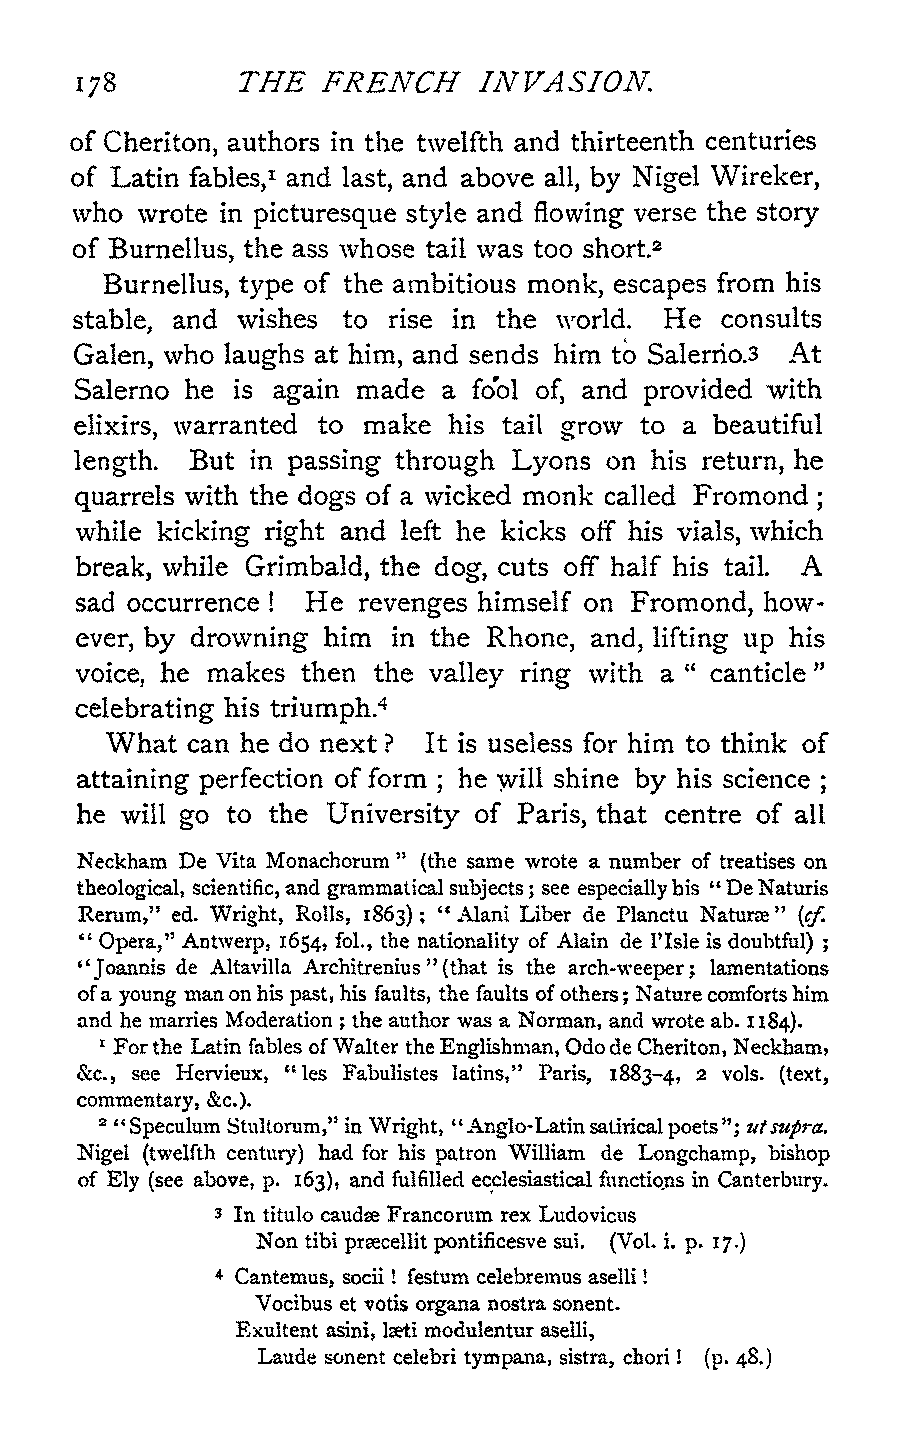 178 THE FRENCH INVASION.
of Cheriton, authors in the twelfth and thirteenth centuries
of Latin fables,¹ and last, and above all, by Nigel Wireker,
who wrote in picturesque style and flowing verse the story
of Burnellus, the ass whose tail was too short.²
Burnellus, type of the ambitious monk, escapes from his
stable, and wishes to rise in the world. He consults
Galen, who laughs at him, and sends him to Salerno.³ At
Salerno he is again made a fool of, and provided with
elixirs, warranted to make his tail grow to a beautiful
length. But in passing through Lyons on his return, he
quarrels with the dogs of a wicked monk called Fromond ;
while kicking right and left he kicks off his vials, which
break, while Grimbald, the dog, cuts off half his tail. A
sad occurrence ! He revenges himself on Fromond, how-
ever, by drowning him in the Rhone, and, lifting up his
voice, he makes then the valley ring with a " canticle "
celebrating his triumph.⁴
What can he do next ? It is useless for him to think of
attaining perfection of form ; he will shine by his science ;
he will go to the University of Paris, that centre of all
Neckham De Vita Monachorum " (the same wrote a number of treatises on
theological, scientific, and grammatical subjects ; see especially his " De Naturis
Rerum," ed. Wright, Rolls, 1863) ; " Alani Liber de Planctu Naturæ " (cf.
" Opera," Antwerp, 1654, fol., the nationality of Alain de l'Isle is doubtful) ;
"Joannis de Altavilla Architrenius " (that is the arch-weeper ; lamentations
of a young man on his past, his faults, the faults of others ; Nature comforts him
and he marries Moderation ; the author was a Norman, and wrote ab. 1184).
¹ For the Latin fables of Walter the Englishman, Odo de Cheriton, Neckham,
&c., see Hervieux, " les Fabulistes latins," Paris, 1883-4, 2 vols. (text,
commentary, &c.).
² "Speculum Stultorum," in Wright, "Anglo-Latin satirical poets"; ut supra.
Nigel (twelfth century) had for his patron William de Longchamp, bishop
of Ely (see above, p. 163), and fulfilled ecclesiastical functions in Canterbury.
³ In titulo caudæ Francorum rex Ludovicus
Non tibi præcellit pontificesve sui. (Vol. i. p. 17.)
⁴ Cantemus, socii ! festum celebremus aselli !
Vocibus et votis organa nostra sonent.
Exultent asini, læti modulentur aselli,
Laude sonent celebri tympana, sistra, chori ! (p. 48.)